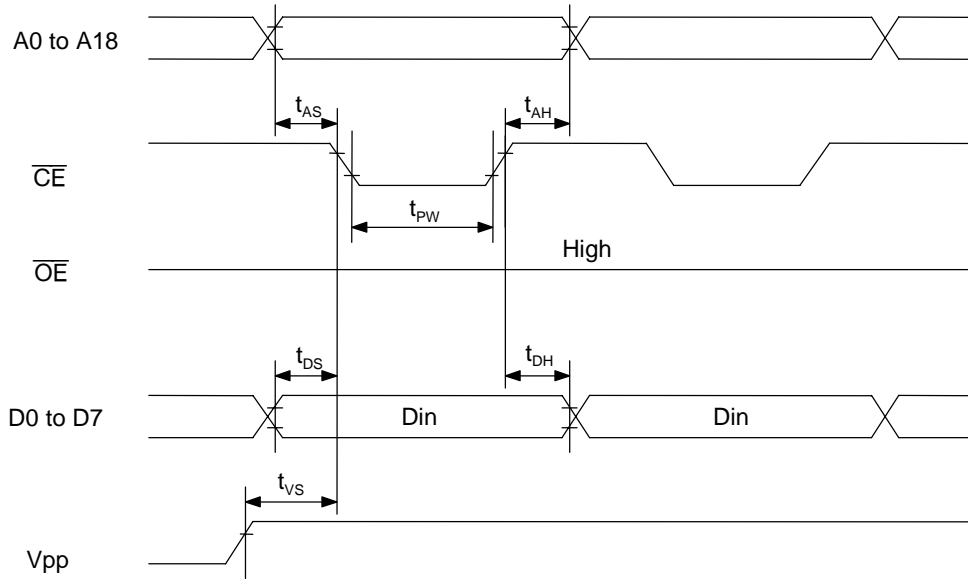 A0 to A18
tAS
tAH
CE
tPW
High
OE
tDS
tDH
D0 to D7
Din
Din
tVS
Vpp